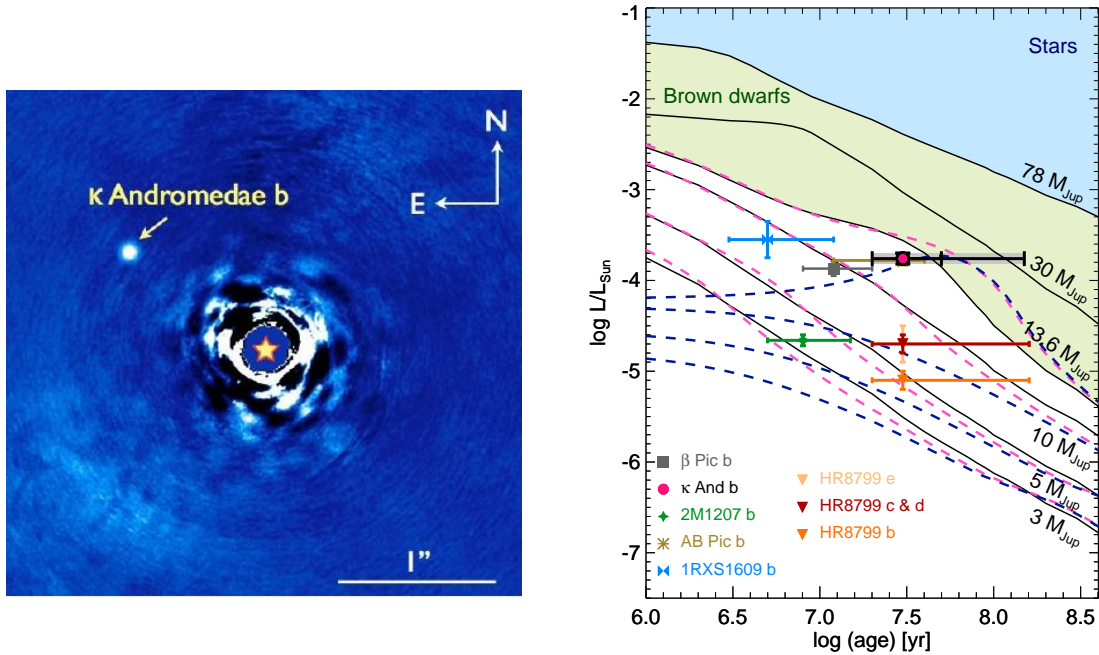 N
E
κ Andromedae b
1"
-1
-2
-3
-4
-5
-6
-7
log L/L_Sun
Stars
Brown dwarfs
78 M_Jup
30 M_Jup
13.6 M_Jup
10 M_Jup
5 M_Jup
3 M_Jup
β Pic b
κ And b
2M1207 b
AB Pic b
1RXS1609 b
HR8799 e
HR8799 c & d
HR8799 b
6.0 6.5 7.0 7.5 8.0 8.5
log (age) [yr]